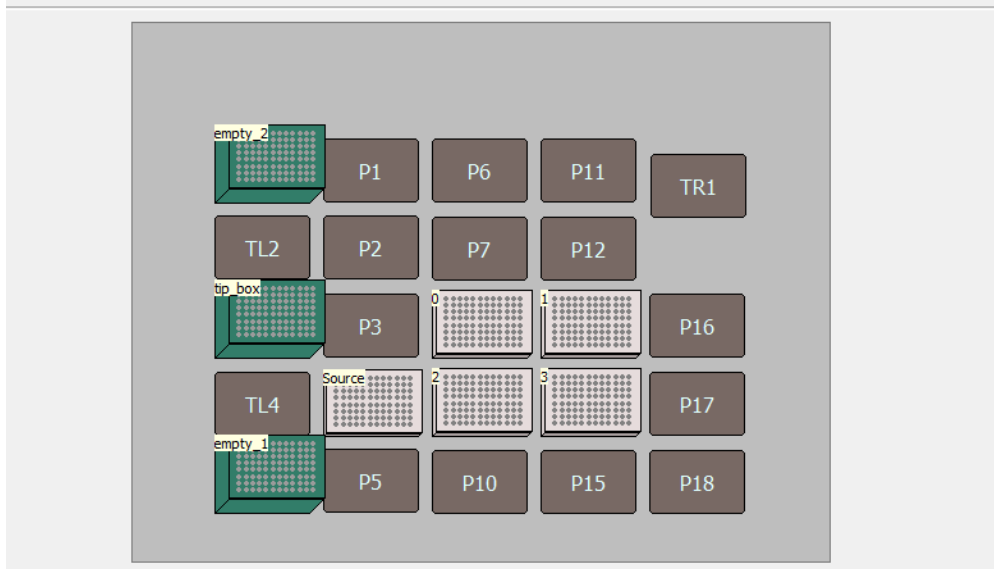 empty_2
P1
P6
P11
TR1
TL2
P2
P7
P12
tip_box
P3
0
1
P16
TL4
Source
2
3
P17
empty_1
P5
P10
P15
P18